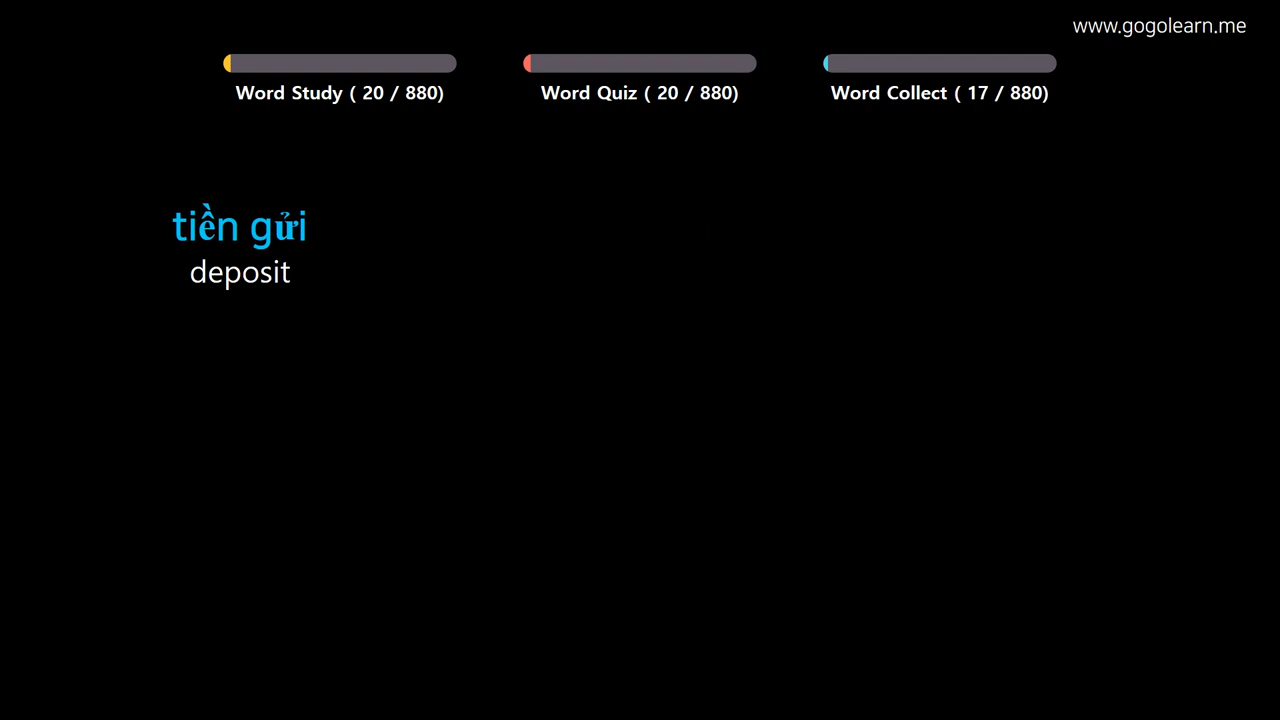 www.gogolearn.me
Word Study ( 20 / 880)
Word Quiz ( 20 / 880)
Word Collect ( 17 / 880)
tiền gửi
deposit